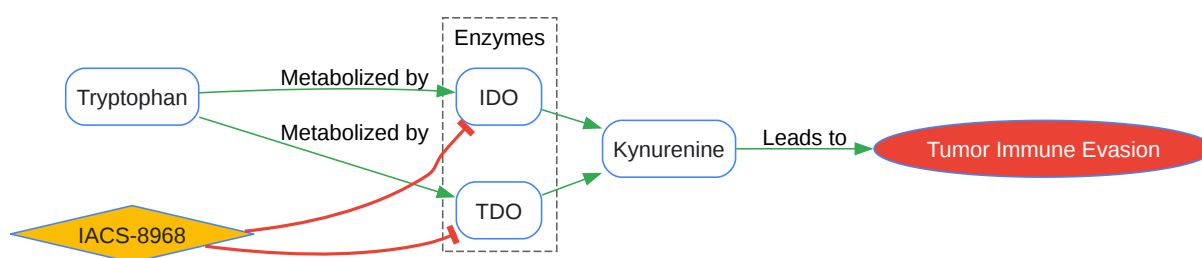 Enzymes
Metabolized by
IDO
Tryptophan
Metabolized by
Kynurenine
Leads to
Tumor Immune Evasion
TDO
IACS-8968